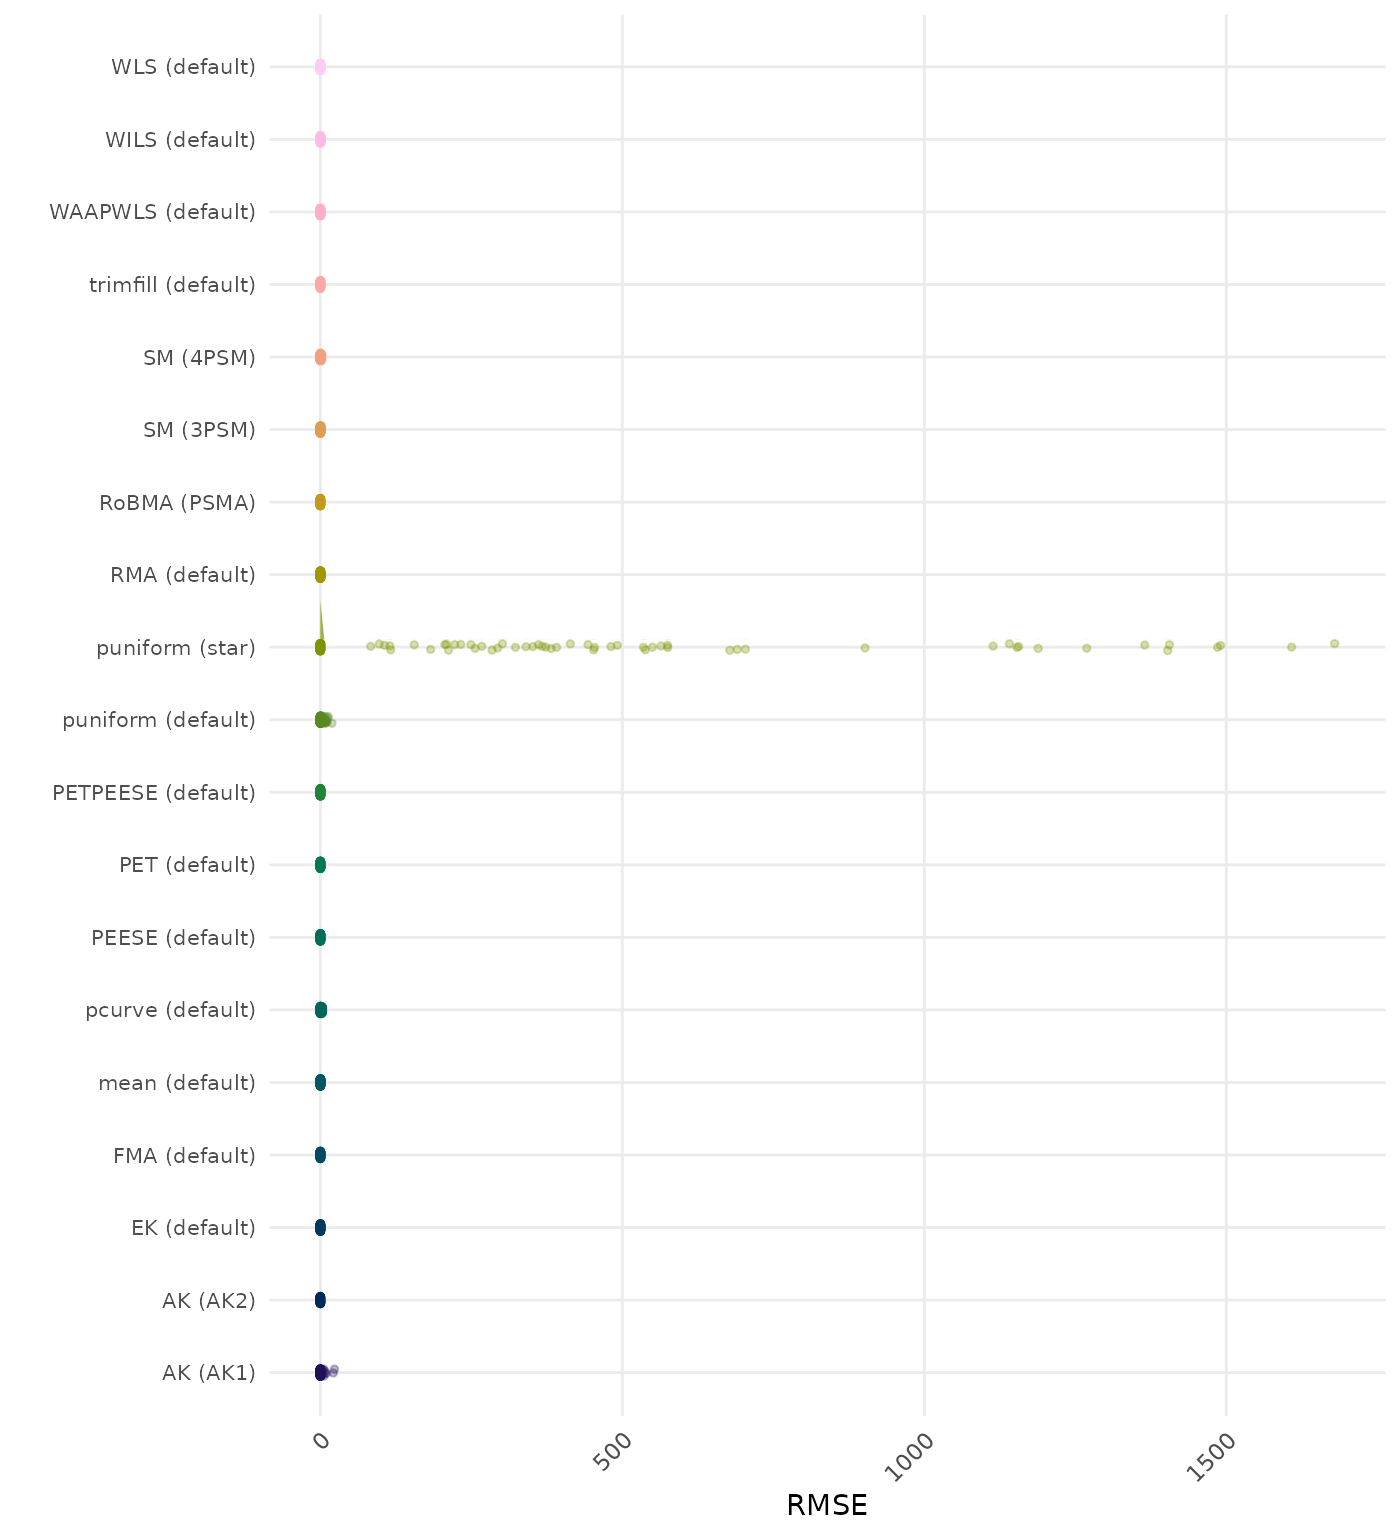 WLS (default)
WILS (default)
WAAPWLS (default)
trimfill (default)
SM (4PSM)
SM (3PSM)
RoBMA (PSMA)
RMA (default)
puniform (star)
puniform (default)
PETPEESE (default)
PET (default)
PEESE (default)
pcurve (default)
mean (default)
FMA (default)
EK (default)
AK (AK2)
AK (AK1)
0 500 1000 1500
RMSE